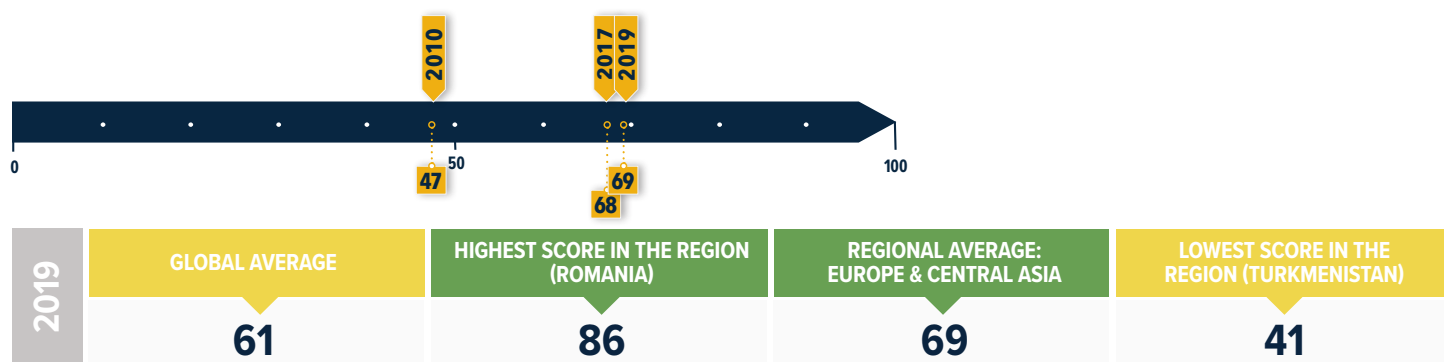 2010
2017
2019
0
50
100
47
69
68
2019
GLOBAL AVERAGE
61
HIGHEST SCORE IN THE REGION
(ROMANIA)
86
REGIONAL AVERAGE:
EUROPE & CENTRAL ASIA
69
LOWEST SCORE IN THE
REGION (TURKMENISTAN)
41